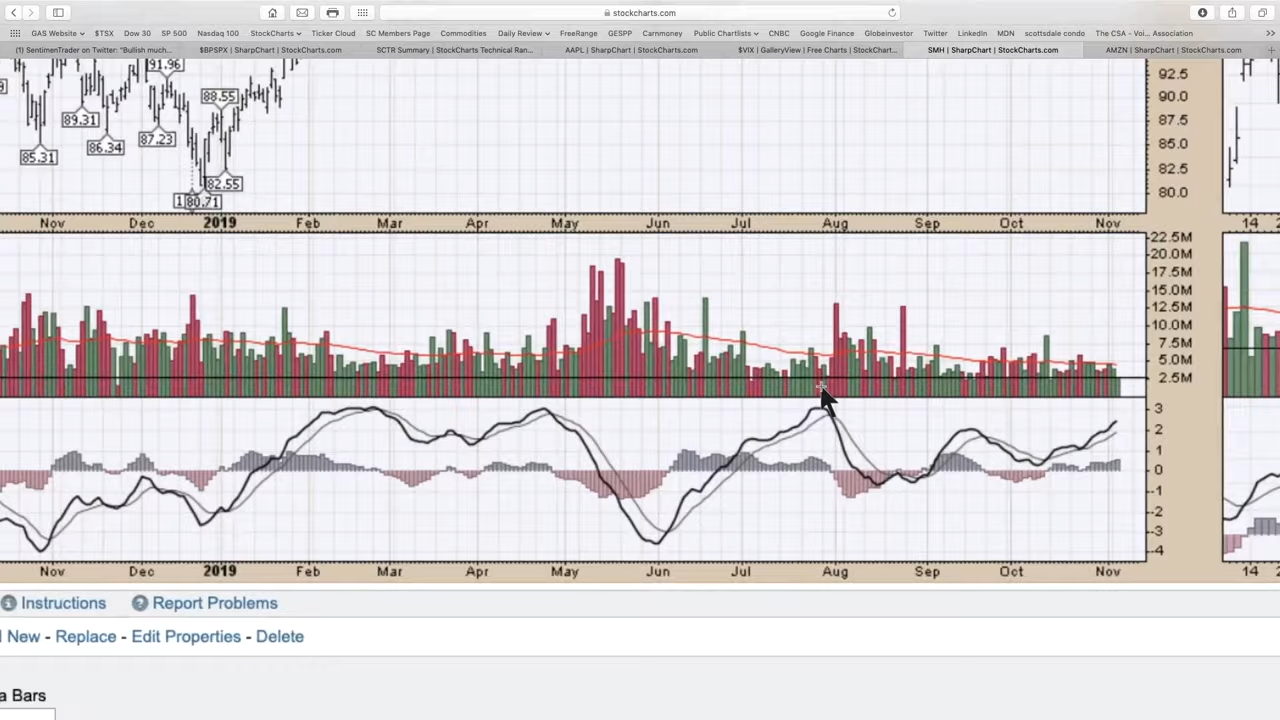 stockcharts.com
GAS Website $TSX Dow 30 SP 500 Nasdaq 100 StockCharts Ticker Cloud SC Members Page Commodities Daily Review FreeRange GESPP Carnmoney Public Chartlists CNBC Google Finance Globeinvestor Twitter LinkedIn MDN scottsdale condo The CSA - Voi... Association >>
(1) SentimenTrader on Twitter: "Bullish much... $BPSPX | SharpChart | StockCharts.com SCTR Summary | StockCharts Technical Ran... AAPL | SharpChart | StockCharts.com $VIX | GalleryView | Free Charts | StockChart... SMH | SharpChart | StockCharts.com AMZN | SharpChart | StockCharts.com +
91.96
92.5
88.55
90.0
89.31
87.5
87.23
86.34
85.0
85.31
82.5
82.55
80.71
80.0
Nov Dec 2019 Feb Mar Apr May Jun Jul Aug Sep Oct Nov 14
22.5M
20.0M
17.5M
15.0M
12.5M
10.0M
7.5M
5.0M
2.5M
3
2
1
0
-1
-2
-3
-4
Nov Dec 2019 Feb Mar Apr May Jun Jul Aug Sep Oct Nov 14
Instructions Report Problems
New - Replace - Edit Properties - Delete
a Bars